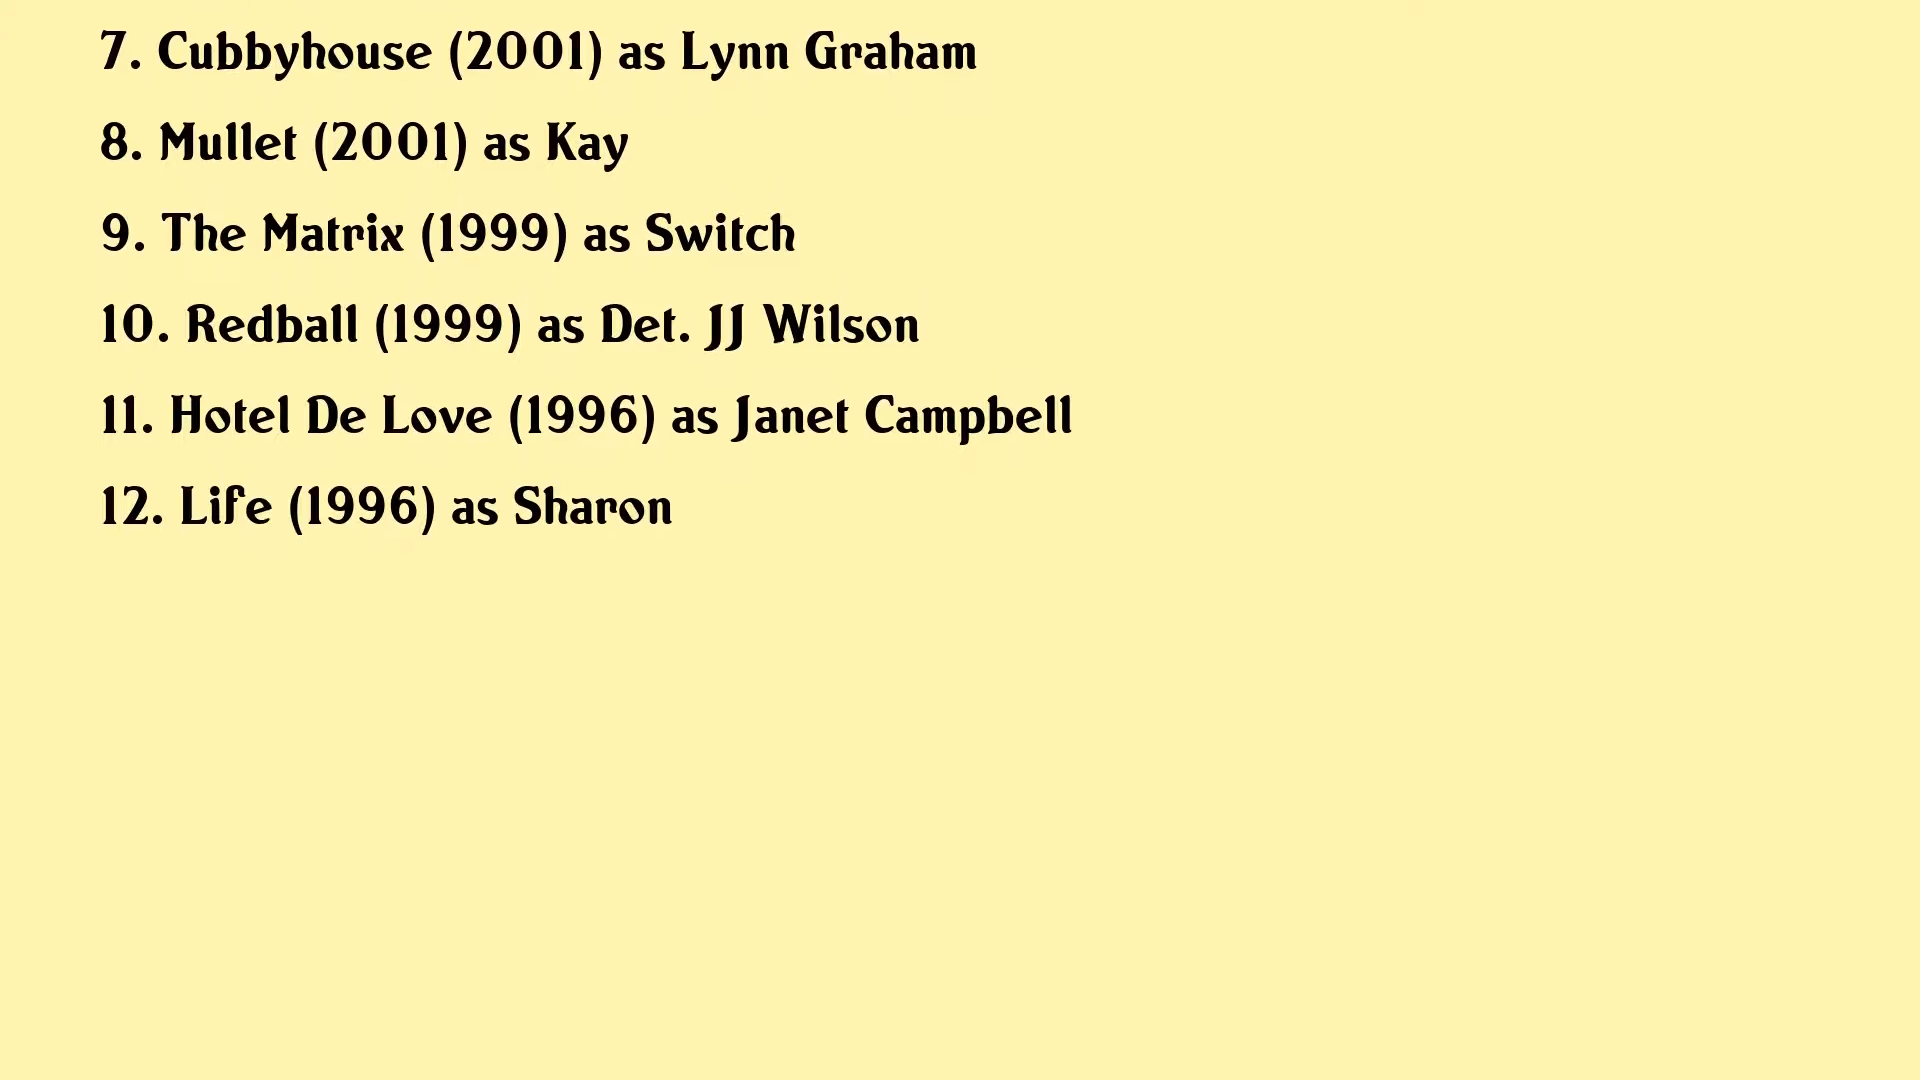 7. Cubbyhouse (2001) as Lynn Graham
8. Mullet (2001) as Kay
9. The Matrix (1999) as Switch
10. Redball (1999) as Det. JJ Wilson
11. Hotel De Love (1996) as Janet Campbell
12. Life (1996) as Sharon